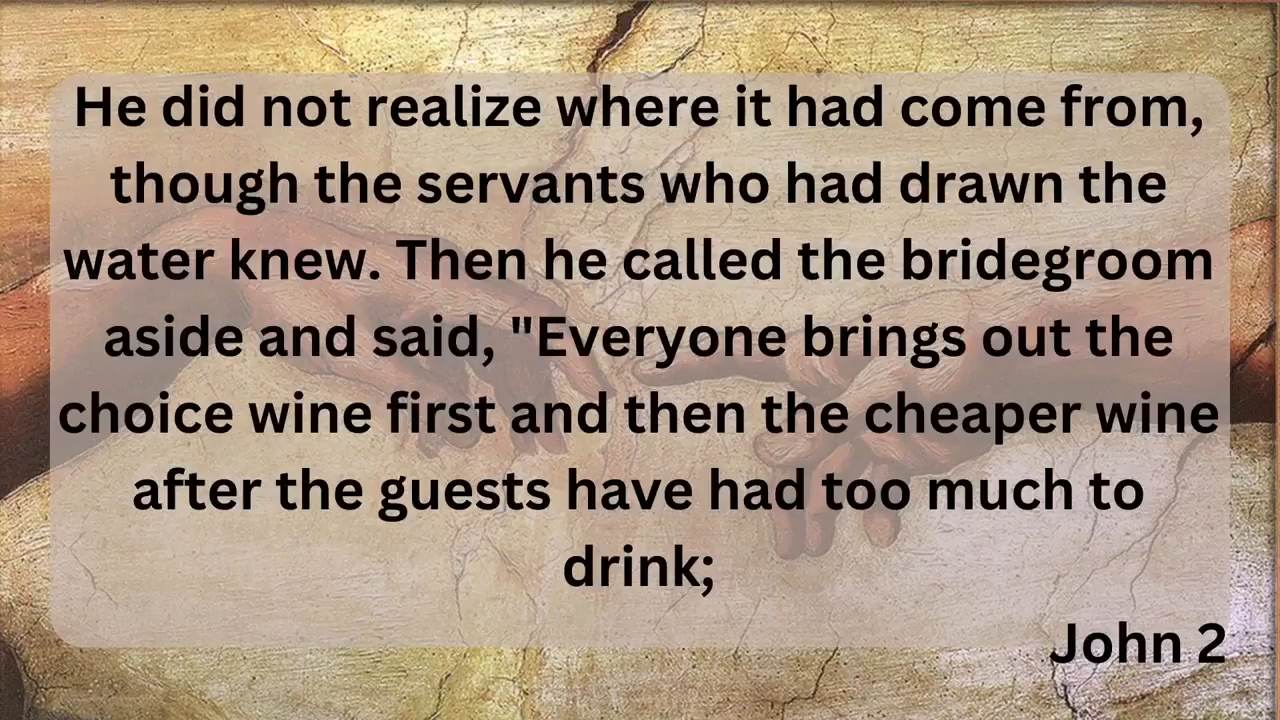 He did not realize where it had come from,
though the servants who had drawn the
water knew. Then he called the bridegroom
aside and said, "Everyone brings out the
choice wine first and then the cheaper wine
after the guests have had too much to
drink;
John 2